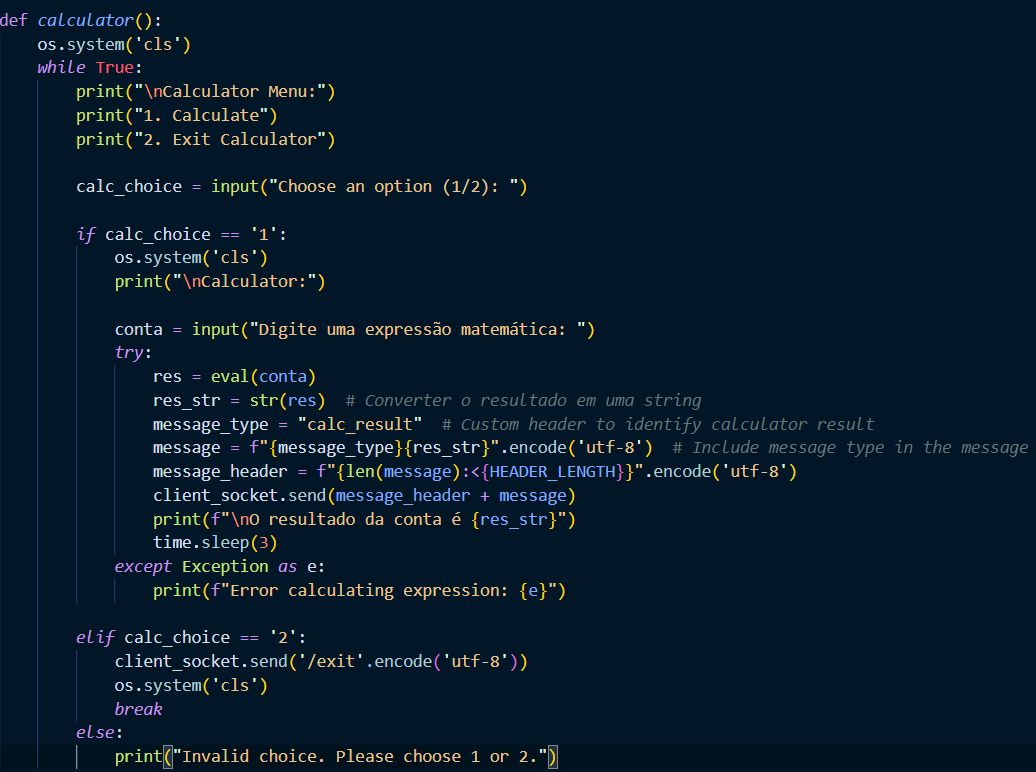 def calculator():
    os.system('cls')
    while True:
        print("\nCalculator Menu:")
        print("1. Calculate")
        print("2. Exit Calculator")

        calc_choice = input("Choose an option (1/2): ")

        if calc_choice == '1':
            os.system('cls')
            print("\nCalculator:")

            conta = input("Digite uma expressão matemática: ")
            try:
                res = eval(conta)
                res_str = str(res)  # Converter o resultado em uma string
                message_type = "calc_result"  # Custom header to identify calculator result
                message = f"{message_type}{res_str}".encode('utf-8')  # Include message type in the message
                message_header = f"{len(message):<{HEADER_LENGTH}}".encode('utf-8')
                client_socket.send(message_header + message)
                print(f"\nO resultado da conta é {res_str}")
                time.sleep(3)
            except Exception as e:
                print(f"Error calculating expression: {e}")

        elif calc_choice == '2':
            client_socket.send('/exit'.encode('utf-8'))
            os.system('cls')
            break
        else:
            print("Invalid choice. Please choose 1 or 2.")